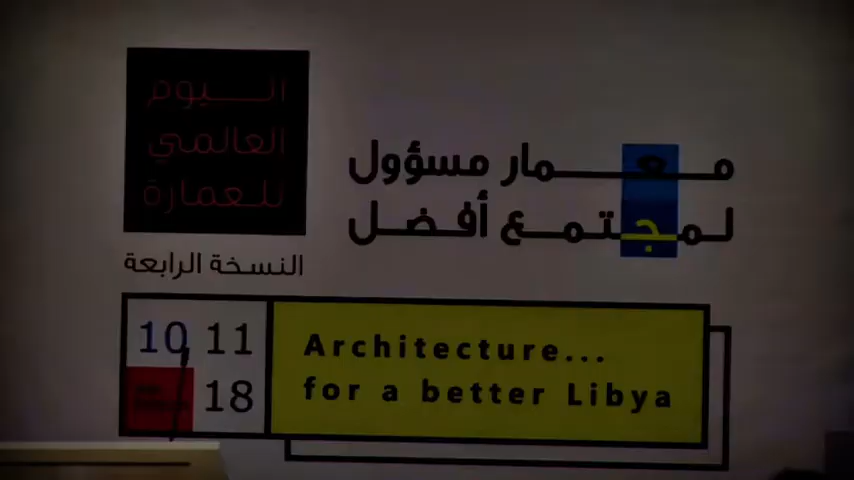 اليوم
العالمي
للعمارة
النسخة الرابعة
معمار مسؤول
لمجتمع أفضل
10 11
18
Architecture...
for a better Libya